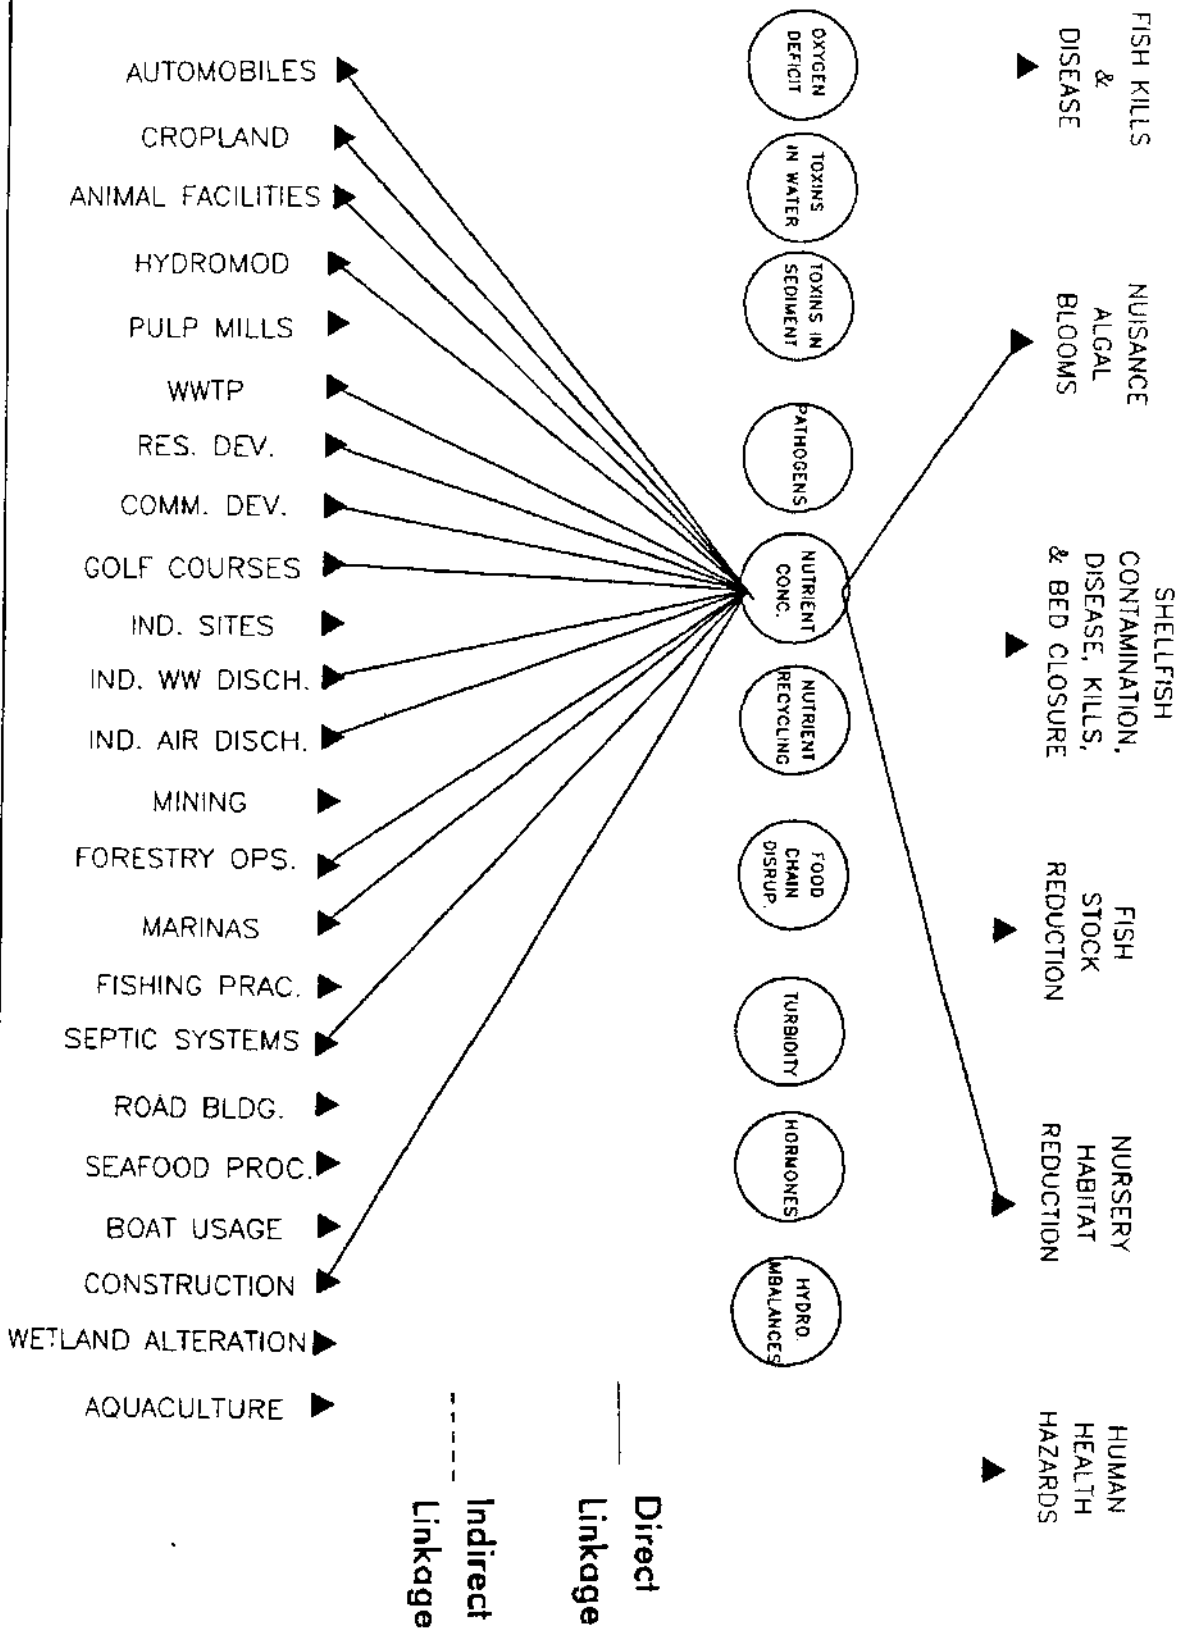 AUTOMOBILES
CROPLAND
ANIMAL FACILITIES
HYDROMOD
PULP MILLS
WWTP
RES. DEV.
COMM. DEV.
GOLF COURSES
IND. SITES
IND. WW DISCH.
IND. AIR DISCH.
MINING
FORESTRY OPS.
MARINAS
FISHING PRAC.
SEPTIC SYSTEMS
ROAD BLDG.
SEAFOOD PROC.
BOAT USAGE
CONSTRUCTION
WETLAND ALTERATION
AQUACULTURE
OXYGEN
DEFICIT
TOXINS
IN WATER
TOXINS IN
SEDIMENT
PATHOGENS
NUTRIENT
CONC.
NUTRIENT
RECYCLING
FOOD
CHAIN
DISRUP.
TURBIDITY
HORMONES
HYDRO.
IMBALANCES
FISH KILLS
&
DISEASE
NUISANCE
ALGAL
BLOOMS
SHELLFISH
CONTAMINATION,
DISEASE, KILLS,
& BED CLOSURE
FISH
STOCK
REDUCTION
NURSERY
HABITAT
REDUCTION
HUMAN
HEALTH
HAZARDS
Direct
Linkage
Indirect
Linkage